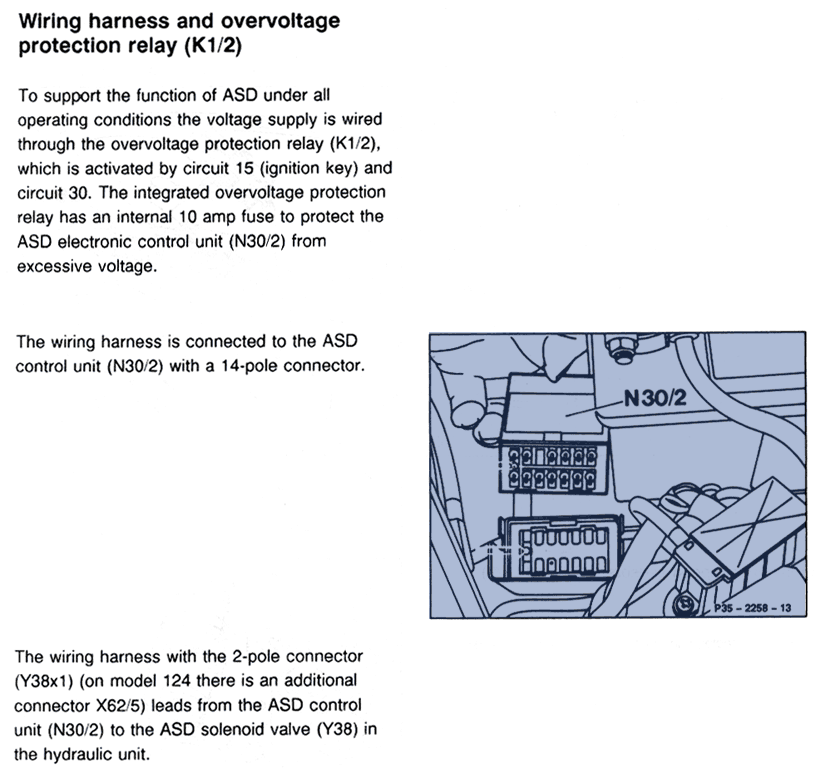 Wiring harness and overvoltage
protection relay (K1/2)
To support the function of ASD under all
operating conditions the voltage supply is wired
through the overvoltage protection relay (K1/2),
which is activated by circuit 15 (ignition key) and
circuit 30. The integrated overvoltage protection
relay has an internal 10 amp fuse to protect the
ASD electronic control unit (N30/2) from
excessive voltage.
The wiring harness is connected to the ASD
control unit (N30/2) with a 14-pole connector.
N30/2
P35 - 2258 - 13
The wiring harness with the 2-pole connector
(Y38x1) (on model 124 there is an additional
connector X62/5) leads from the ASD control
unit (N30/2) to the ASD solenoid valve (Y38) in
the hydraulic unit.